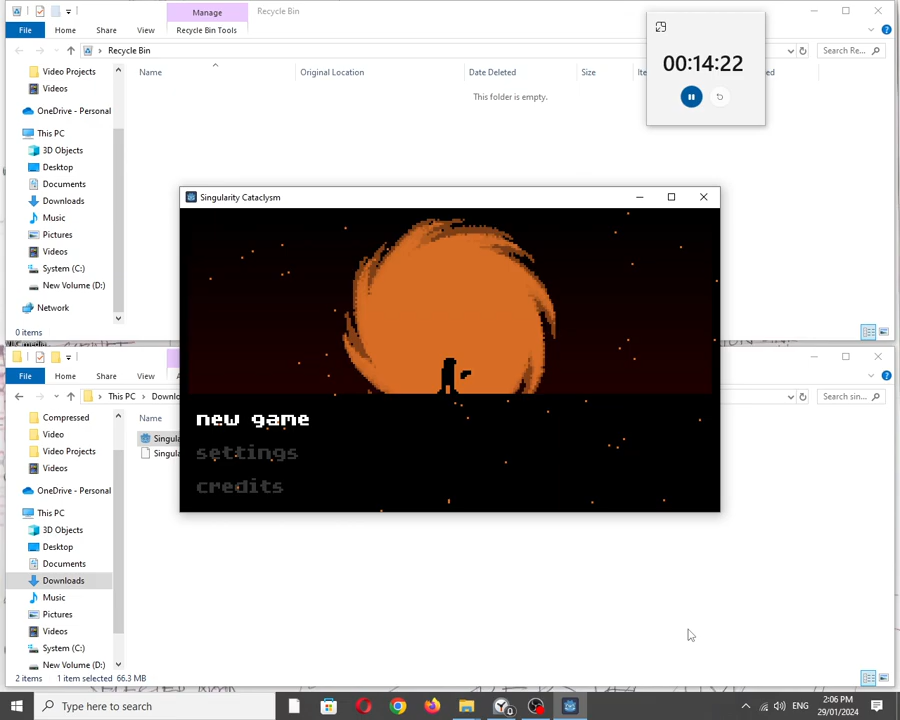 Manage
Recycle Bin
File
Home
Share
View
Recycle Bin Tools
Recycle Bin
Search Re...
Video Projects
Videos
OneDrive - Personal
This PC
3D Objects
Desktop
Documents
Downloads
Music
Pictures
Videos
System (C:)
New Volume (D:)
Network
0 items
Name
Original Location
Date Deleted
Size
This folder is empty.
00:14:22
Singularity Cataclysm
new game
settings
credits
File
Home
Share
View
This PC
Search sin...
Compressed
Video
Video Projects
Videos
OneDrive - Personal
This PC
3D Objects
Desktop
Documents
Downloads
Music
Pictures
Videos
System (C:)
New Volume (D:)
Name
2 items
1 item selected 66.3 MB
Type here to search
ENG
2:06 PM
29/01/2024